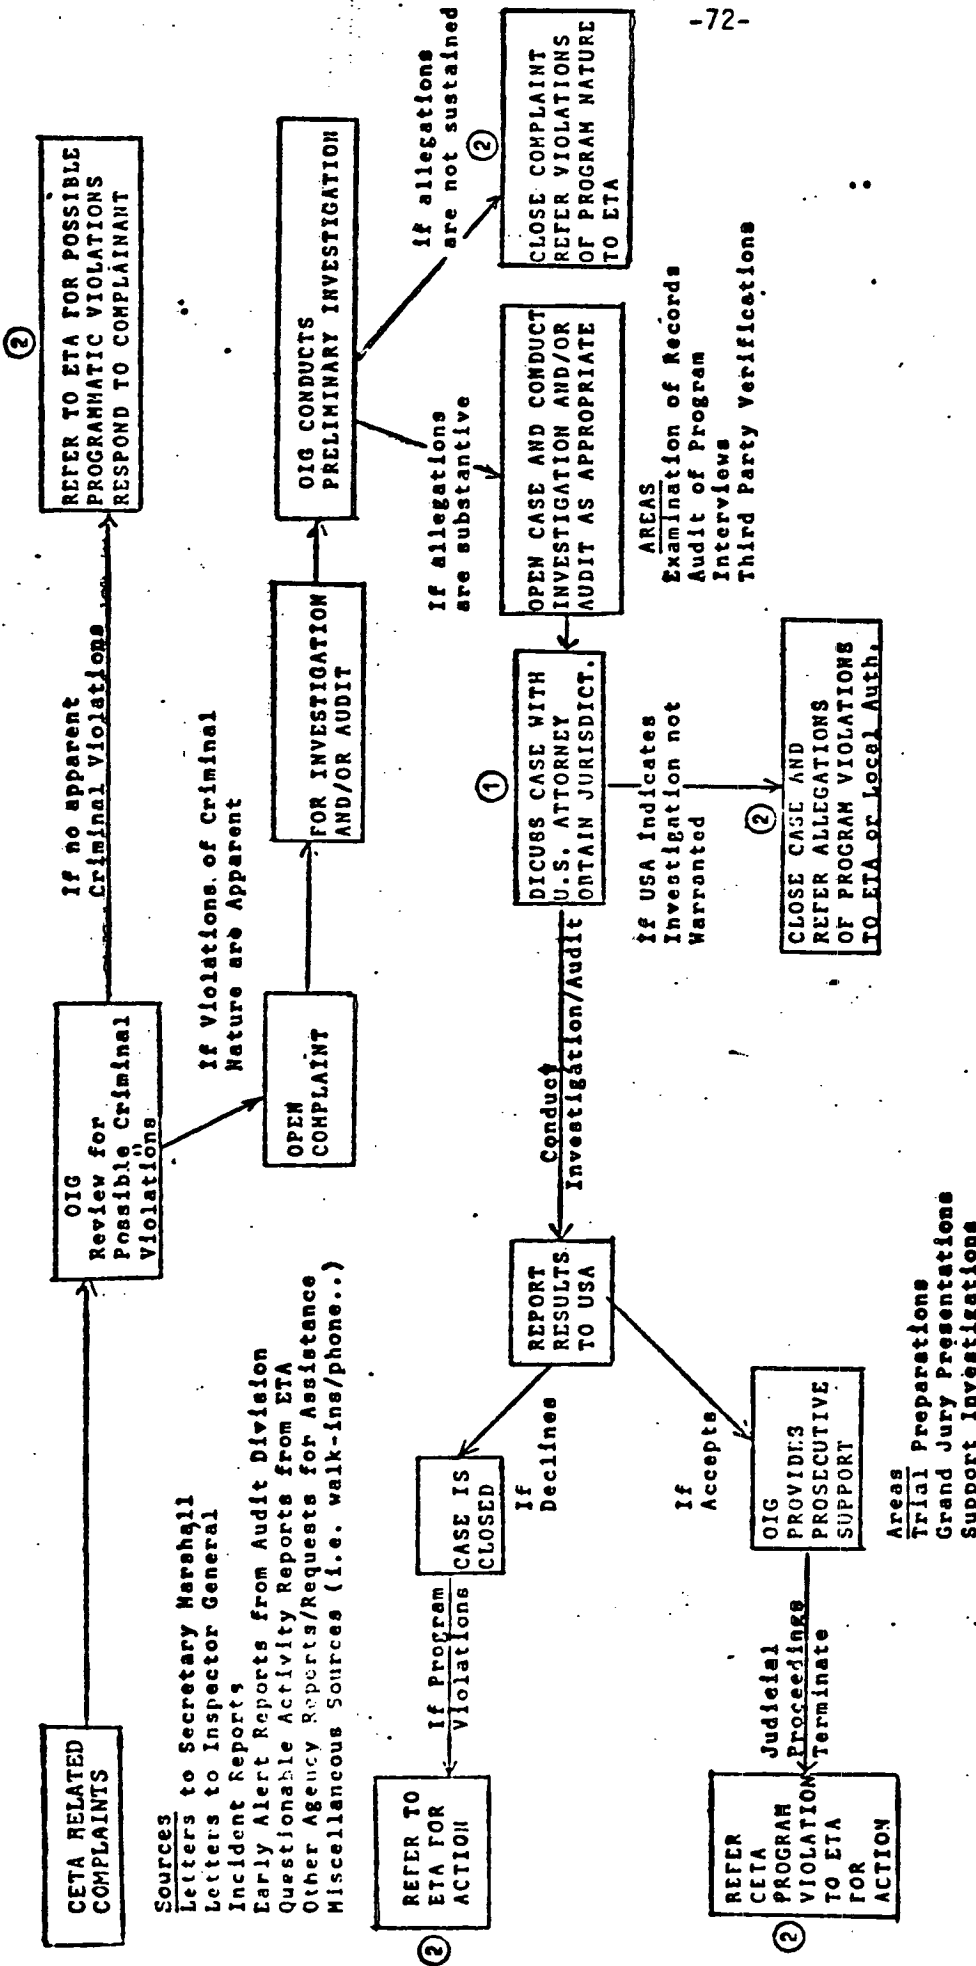 -72-
CETA RELATED
COMPLAINTS
Sources
Letters to Secretary Marshall
Letters to Inspector General
Incident Reports
Early Alert Reports from Audit Division
Questionable Activity Reports from ETA
Other Agency Reports/Requests for Assistance
Miscellaneous Sources (i.e. walk-ins/phone..)
OIG
Review for
Possible Criminal
Violations
If no apparent
Criminal Violations
②
REFER TO ETA FOR POSSIBLE
PROGRAMMATIC VIOLATIONS
RESPOND TO COMPLAINANT
If Violations of Criminal
Nature are Apparent
OPEN
COMPLAINT
FOR INVESTIGATION
AND/OR AUDIT
OIG CONDUCTS
PRELIMINARY INVESTIGATION
If allegations
are not sustained
②
CLOSE COMPLAINT
REFER VIOLATIONS
OF PROGRAM NATURE
TO ETA
If allegations
are substantive
OPEN CASE AND CONDUCT
INVESTIGATION AND/OR
AUDIT AS APPROPRIATE
AREAS
Examination of Records
Audit of Program
Interviews
Third Party Verifications
①
DICUSS CASE WITH
U.S. ATTORNEY
OBTAIN JURISDICT.
If USA Indicates
Investigation not
Warranted
②
CLOSE CASE AND
REFER ALLEGATIONS
OF PROGRAM VIOLATIONS
TO ETA or Local Auth.
Conduct
Investigation/Audit
REPORT
RESULTS
TO USA
If
Declines
CASE IS
CLOSED
If Program
Violations
REFER TO
ETA FOR
ACTION
②
If
Accepts
OIG
PROVIDES
PROSECUTIVE
SUPPORT
Areas
Trial Preparations
Grand Jury Presentations
Support Investigations
Judicial
Proceedings
Terminate
REFER
CETA
PROGRAM
VIOLATION
TO ETA
FOR
ACTION
②